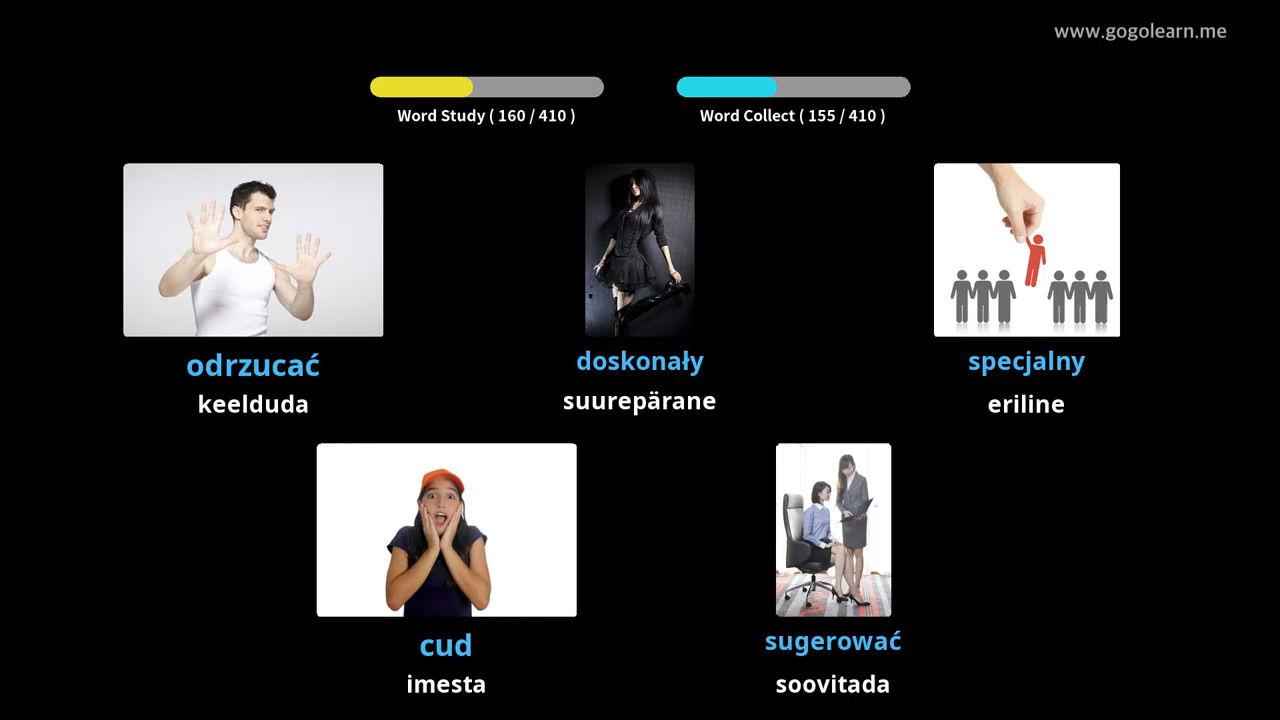 www.gogolearn.me
Word Study ( 160 / 410 )
Word Collect ( 155 / 410 )
odrzucać
keelduda
doskonały
suurepärane
specjalny
eriline
cud
imesta
sugerować
soovitada